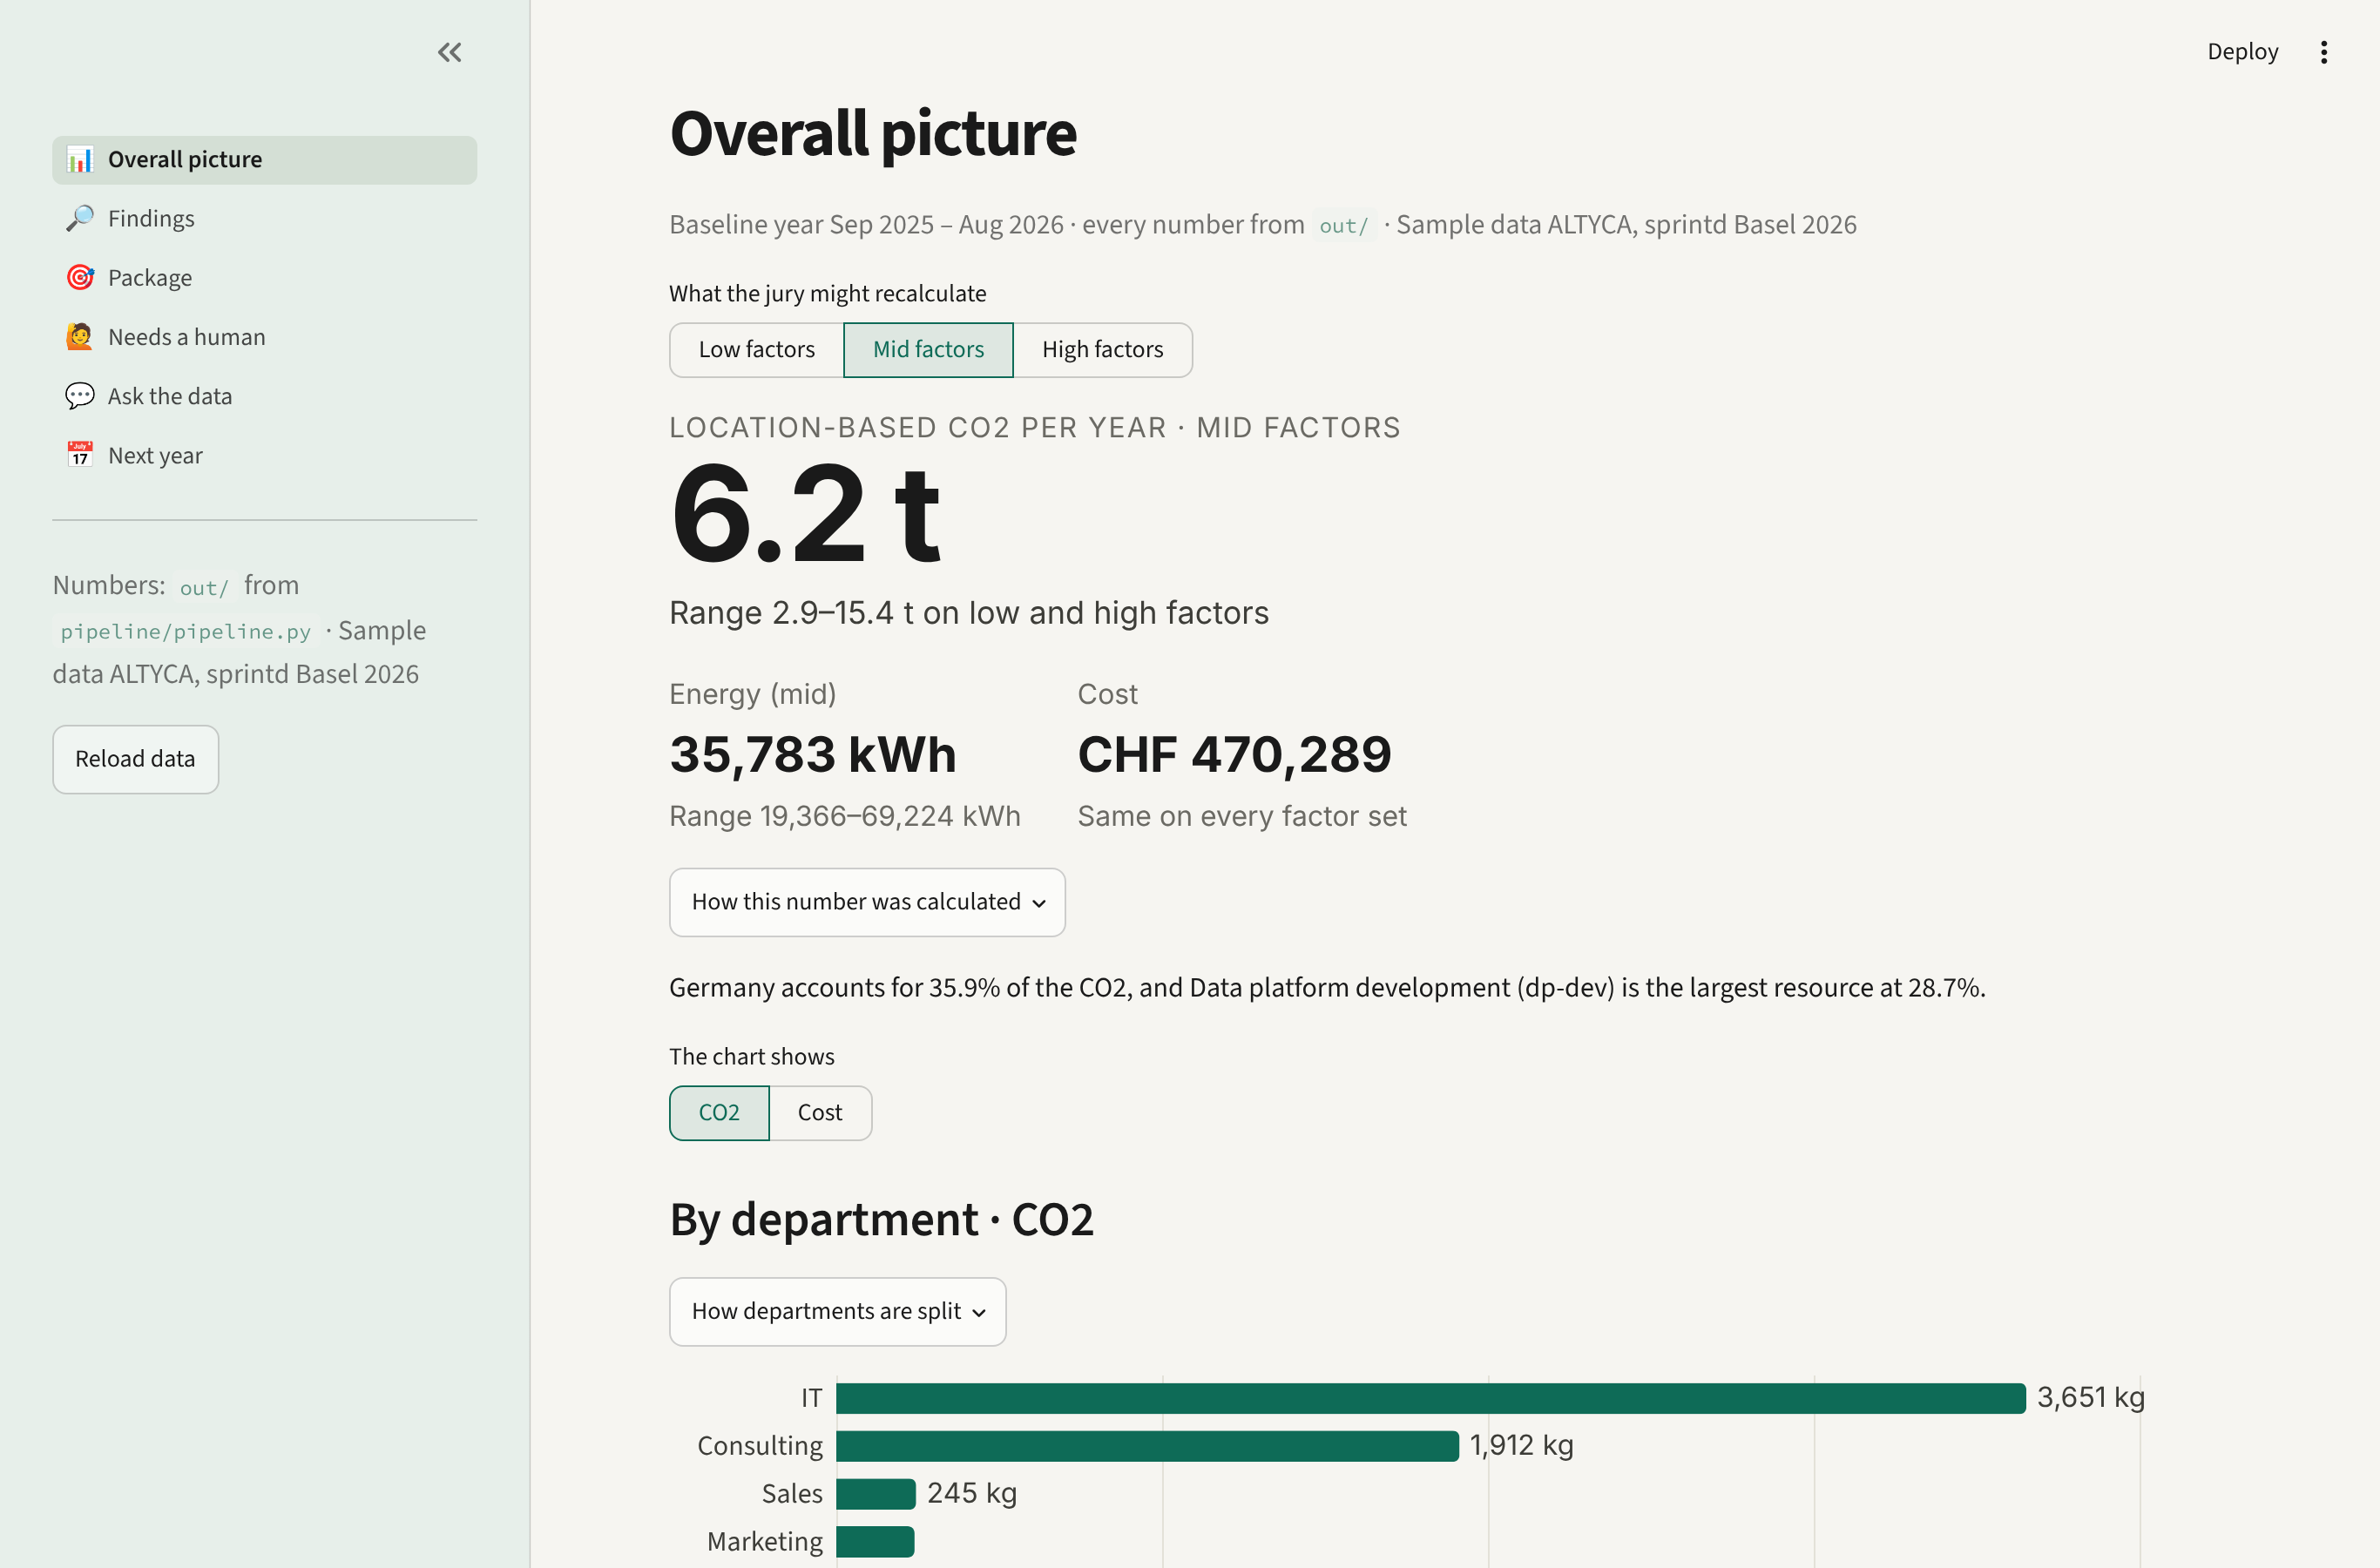 Deploy
Overall picture
Findings
Package
Needs a human
Ask the data
Next year
Numbers: out/ from
pipeline/pipeline.py · Sample
data ALTYCA, sprintd Basel 2026
Reload data
Overall picture
Baseline year Sep 2025 – Aug 2026 · every number from out/ · Sample data ALTYCA, sprintd Basel 2026
What the jury might recalculate
Low factors Mid factors High factors
LOCATION-BASED CO2 PER YEAR · MID FACTORS
6.2 t
Range 2.9–15.4 t on low and high factors
Energy (mid) Cost
35,783 kWh CHF 470,289
Range 19,366–69,224 kWh Same on every factor set
How this number was calculated
Germany accounts for 35.9% of the CO2, and Data platform development (dp-dev) is the largest resource at 28.7%.
The chart shows
CO2 Cost
By department · CO2
How departments are split
IT 3,651 kg
Consulting 1,912 kg
Sales 245 kg
Marketing